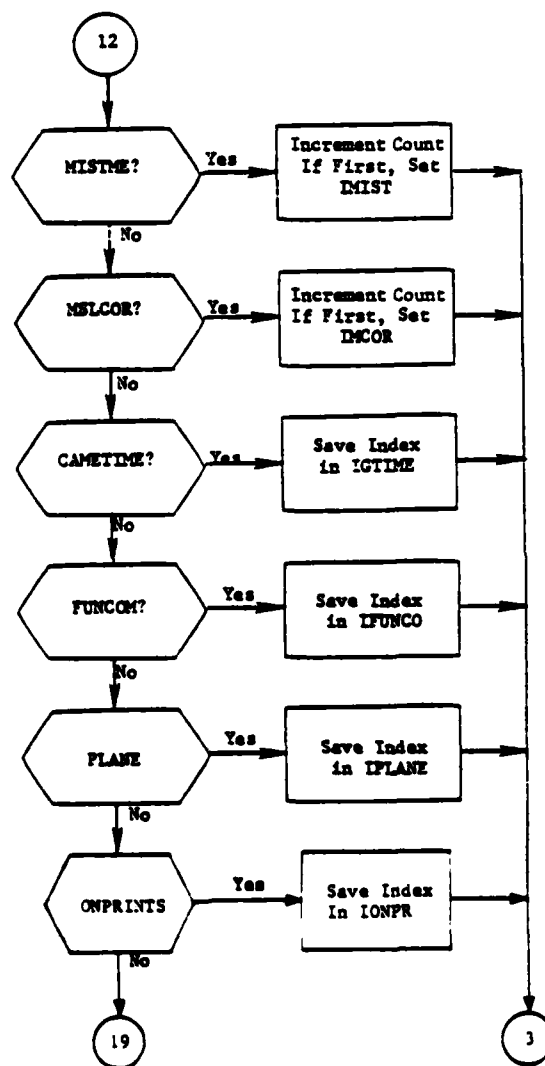 12
MISTME?
Yes
Increment Count
If First, Set
IMIST
No
MSLCOR?
Yes
Increment Count
If First, Set
IMCOR
No
CAMETIME?
Yes
Save Index
in IGTIME
No
FUNCOM?
Yes
Save Index
in IFUNCO
No
PLANE
Yes
Save Index
in IPLANE
No
ONPRINTS
Yes
Save Index
In IONPR
No
19
3